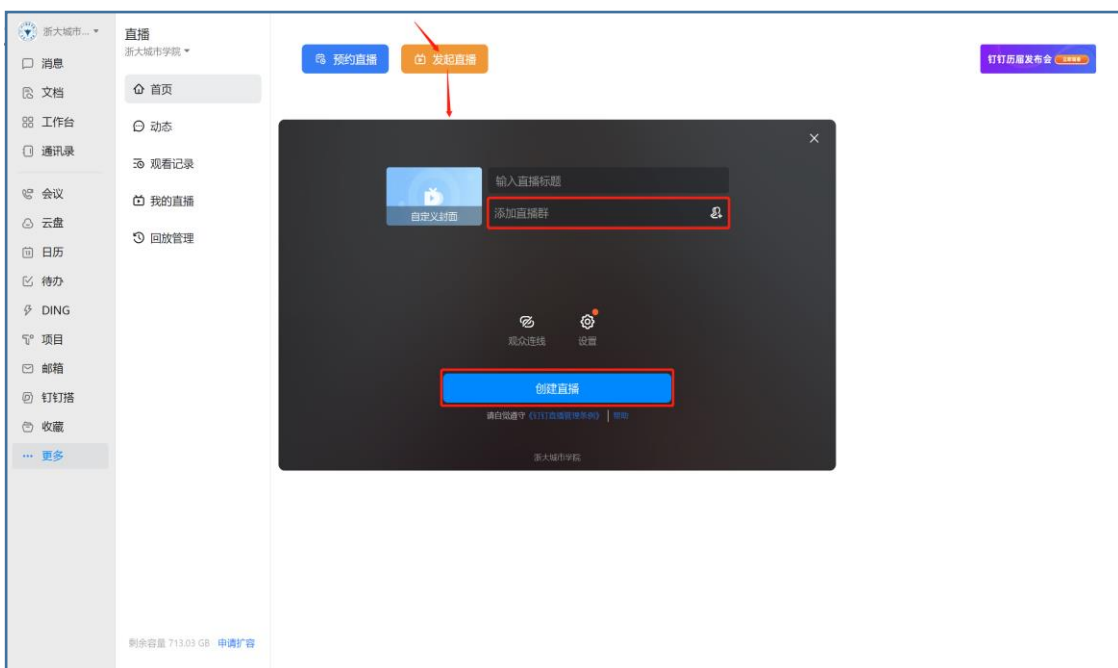 浙大城市...
消息
文档
工作台
通讯录
会议
云盘
日历
待办
DING
项目
邮箱
钉钉搭
收藏
更多
直播
浙大城市学院
首页
动态
观看记录
我的直播
回放管理
剩余容量 713.03 GB 申请扩容
预约直播 发起直播
钉钉历届发布会
输入直播标题
添加直播群
自定义封面
观众连线 设置
创建直播
请自觉遵守《钉钉直播管理条例》 | 帮助
浙大城市学院